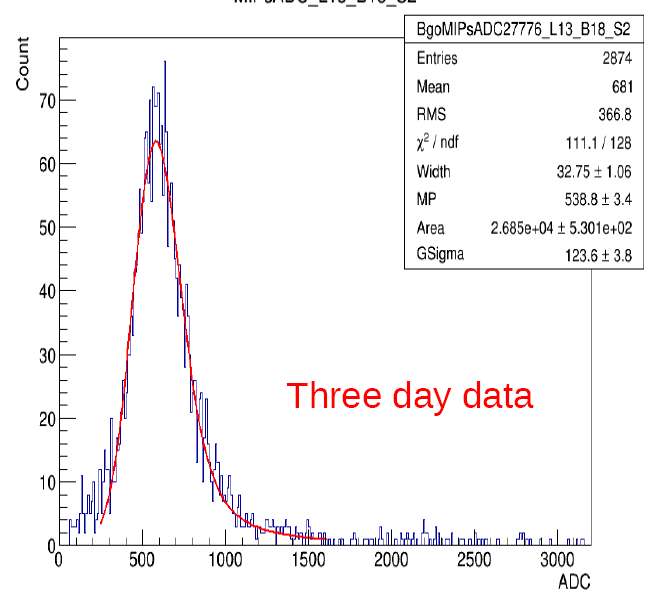 BgoMIPsADC27776_L13_B18_S2
Entries 2874
Mean 681
RMS 366.8
χ² / ndf 111.1 / 128
Width 32.75 ± 1.06
MP 538.8 ± 3.4
Area 2.685e+04 ± 5.301e+02
GSigma 123.6 ± 3.8
Count
70
60
50
40
30
20
10
0
Three day data
0 500 1000 1500 2000 2500 3000
ADC